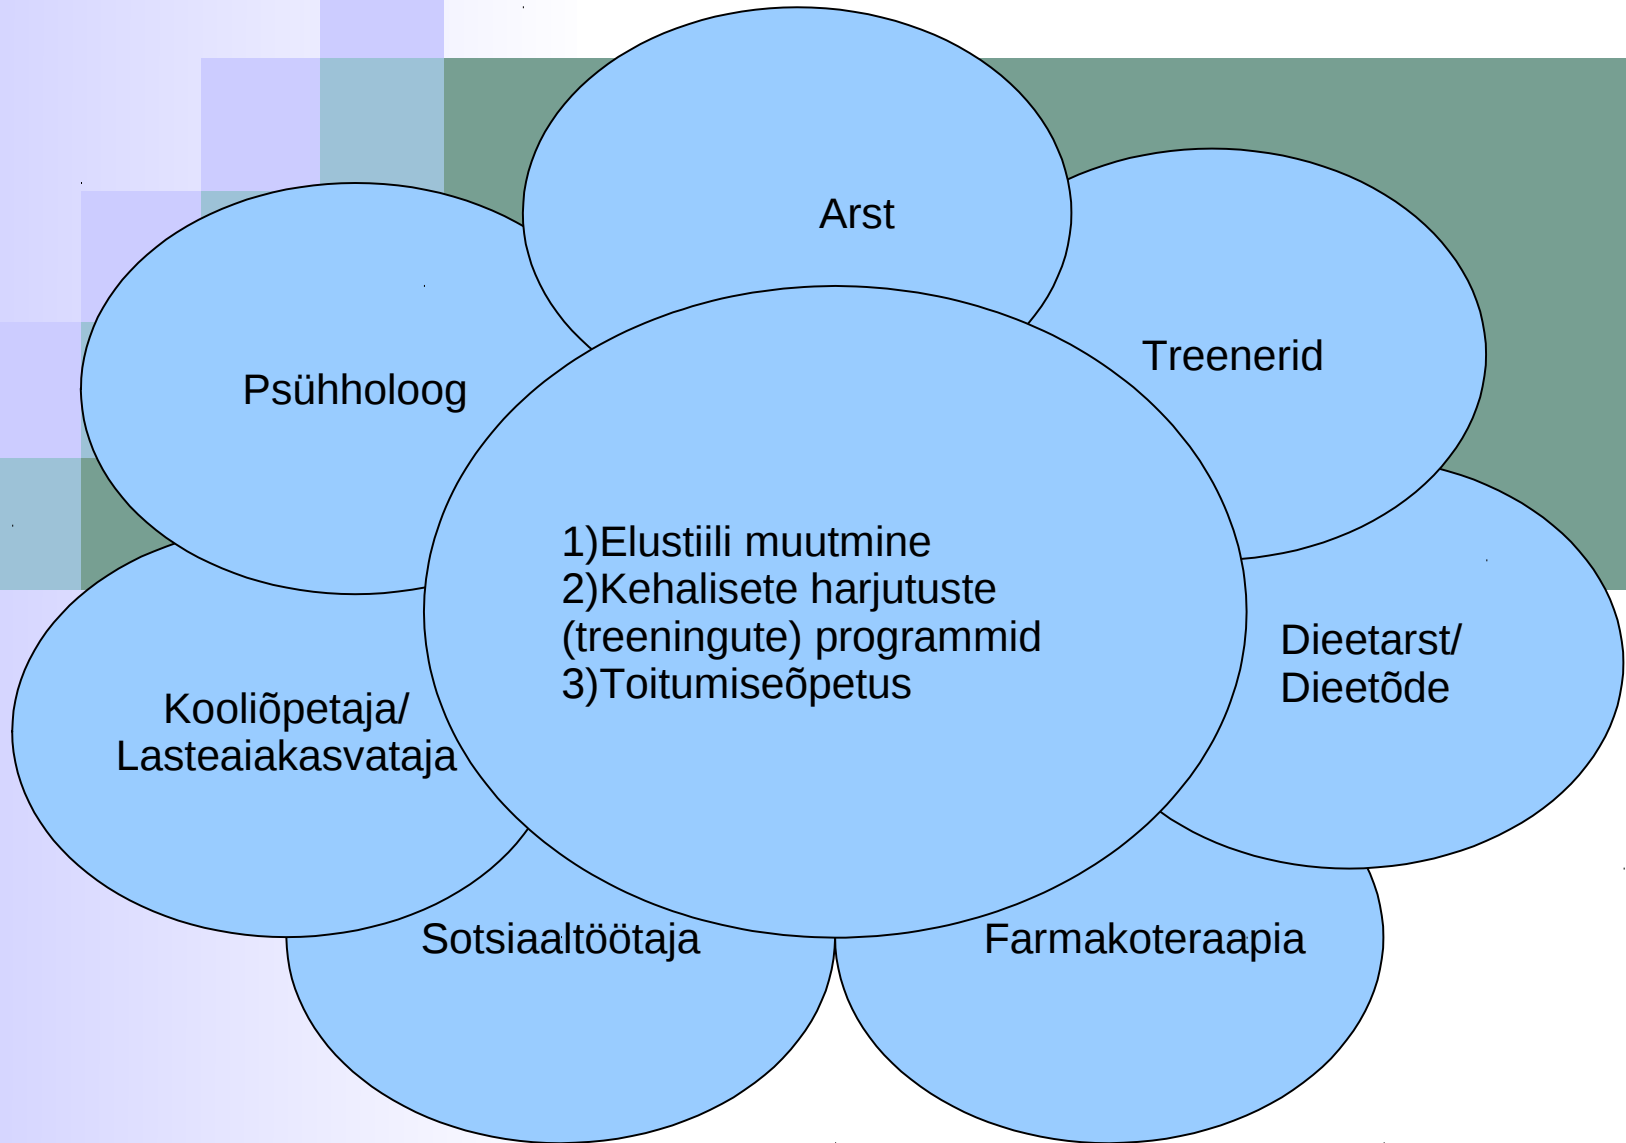 Arst
Treenerid
Psühholoog
1)Elustiili muutmine
2)Kehalisete harjutuste
(treeningute) programmid
3)Toitumiseõpetus
Dieetarst/
Dieetõde
Kooliõpetaja/
Lasteaiakasvataja
Sotsiaaltöötaja
Farmakoteraapia